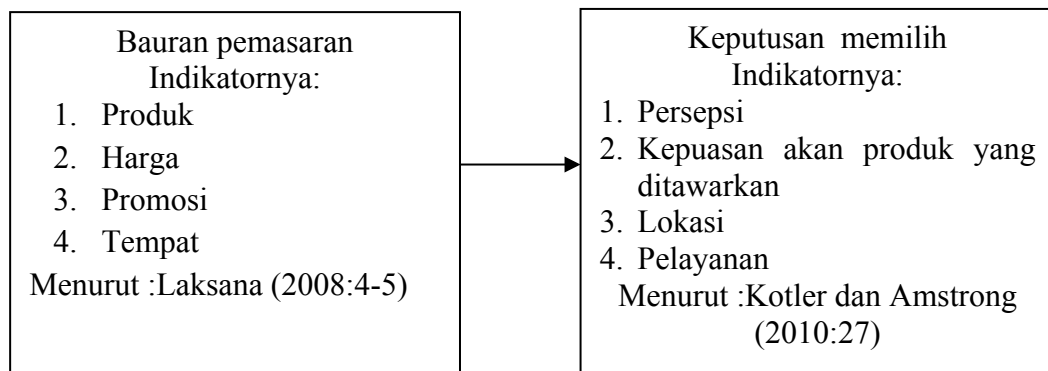 Bauran pemasaran
Indikatornya:
1. Produk
2. Harga
3. Promosi
4. Tempat
Menurut :Laksana (2008:4-5)
Keputusan memilih
Indikatornya:
1. Persepsi
2. Kepuasan akan produk yang
ditawarkan
3. Lokasi
4. Pelayanan
Menurut :Kotler dan Amstrong
(2010:27)